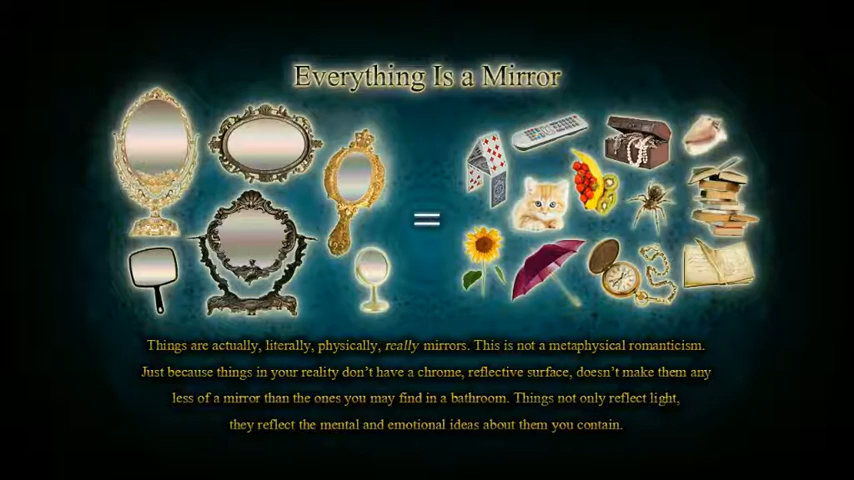 Everything Is a Mirror
=
Things are actually, literally, physically, really mirrors. This is not a metaphysical romanticism.
Just because things in your reality don't have a chrome, reflective surface, doesn't make them any
less of a mirror than the ones you may find in a bathroom. Things not only reflect light,
they reflect the mental and emotional ideas about them you contain.